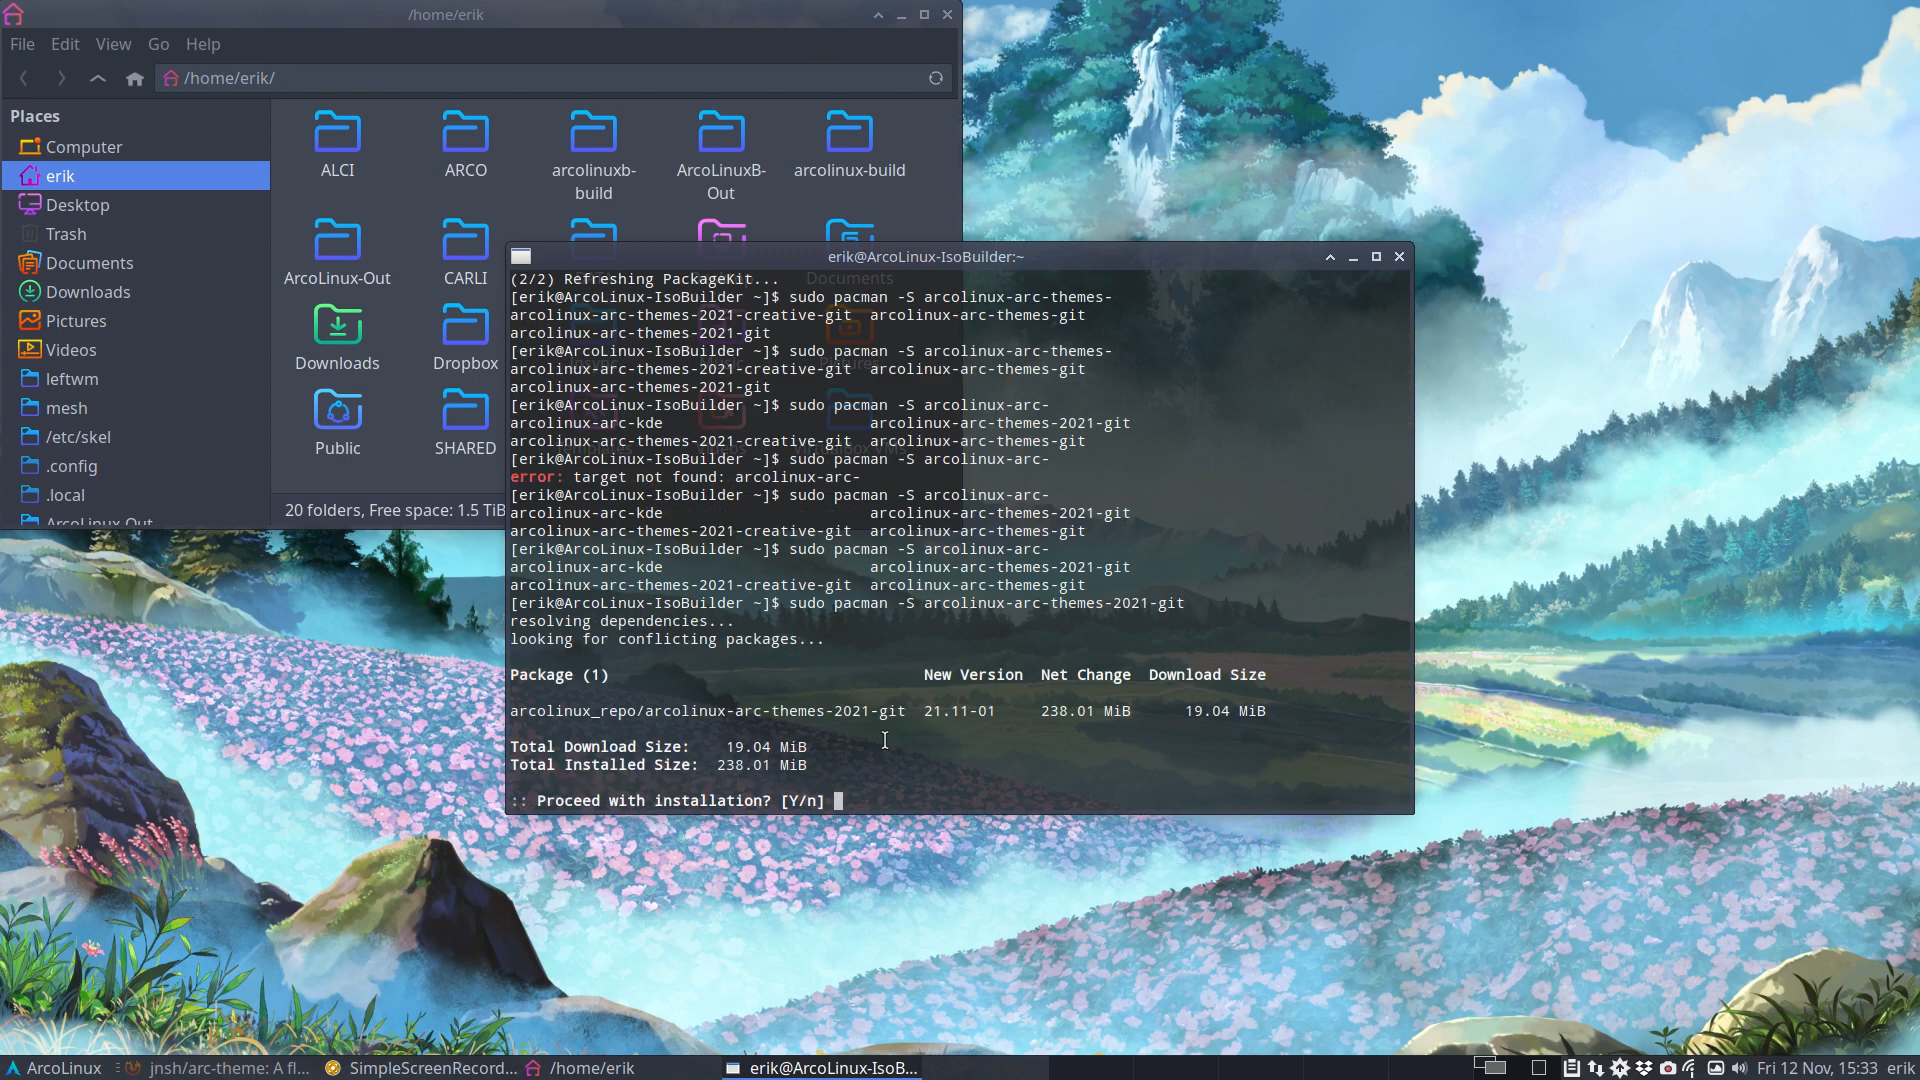 /home/erik
File Edit View Go Help
/home/erik/
Places
Computer
erik
Desktop
Trash
Documents
Downloads
Pictures
Videos
leftwm
mesh
/etc/skel
.config
.local
ArcoLinux Out
ALCI ARCO arcolinuxb-build ArcoLinuxB-Out arcolinux-build
ArcoLinux-Out CARLI Documents
Downloads Dropbox
Public SHARED
20 folders, Free space: 1.5 TiB
erik@ArcoLinux-IsoBuilder:~
(2/2) Refreshing PackageKit...
[erik@ArcoLinux-IsoBuilder ~]$ sudo pacman -S arcolinux-arc-themes-
arcolinux-arc-themes-2021-creative-git  arcolinux-arc-themes-git
arcolinux-arc-themes-2021-git
[erik@ArcoLinux-IsoBuilder ~]$ sudo pacman -S arcolinux-arc-themes-
arcolinux-arc-themes-2021-creative-git  arcolinux-arc-themes-git
arcolinux-arc-themes-2021-git
[erik@ArcoLinux-IsoBuilder ~]$ sudo pacman -S arcolinux-arc-
arcolinux-arc-kde                       arcolinux-arc-themes-2021-git
arcolinux-arc-themes-2021-creative-git  arcolinux-arc-themes-git
[erik@ArcoLinux-IsoBuilder ~]$ sudo pacman -S arcolinux-arc-
error: target not found: arcolinux-arc-
[erik@ArcoLinux-IsoBuilder ~]$ sudo pacman -S arcolinux-arc-
arcolinux-arc-kde                       arcolinux-arc-themes-2021-git
arcolinux-arc-themes-2021-creative-git  arcolinux-arc-themes-git
[erik@ArcoLinux-IsoBuilder ~]$ sudo pacman -S arcolinux-arc-
arcolinux-arc-kde                       arcolinux-arc-themes-2021-git
arcolinux-arc-themes-2021-creative-git  arcolinux-arc-themes-git
[erik@ArcoLinux-IsoBuilder ~]$ sudo pacman -S arcolinux-arc-themes-2021-git
resolving dependencies...
looking for conflicting packages...
Package (1)                                   New Version  Net Change  Download Size
arcolinux_repo/arcolinux-arc-themes-2021-git  21.11-01     238.01 MiB      19.04 MiB
Total Download Size:    19.04 MiB
Total Installed Size:  238.01 MiB
:: Proceed with installation? [Y/n]
ArcoLinux jnsh/arc-theme: A fl... SimpleScreenRecord... /home/erik erik@ArcoLinux-IsoB... Fri 12 Nov, 15:33 erik